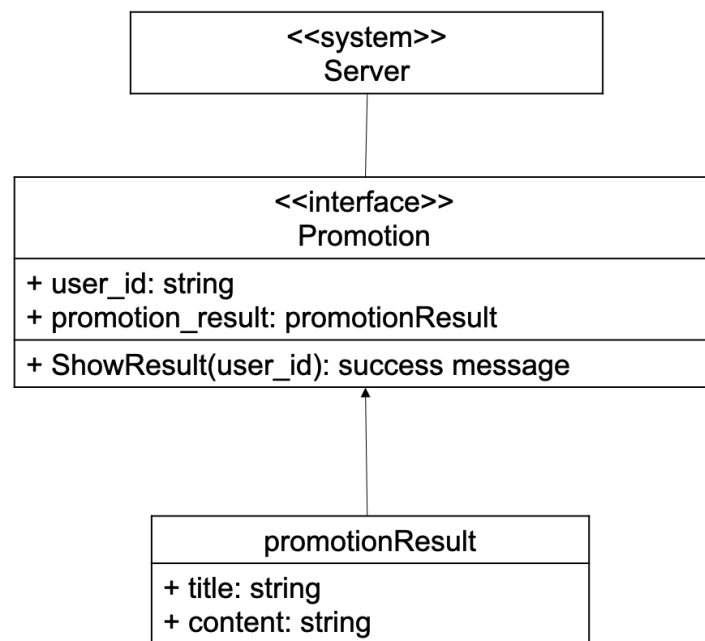 <<system>>
Server
<<interface>>
Promotion
+ user_id: string
+ promotion_result: promotionResult
+ ShowResult(user_id): success message
promotionResult
+ title: string
+ content: string